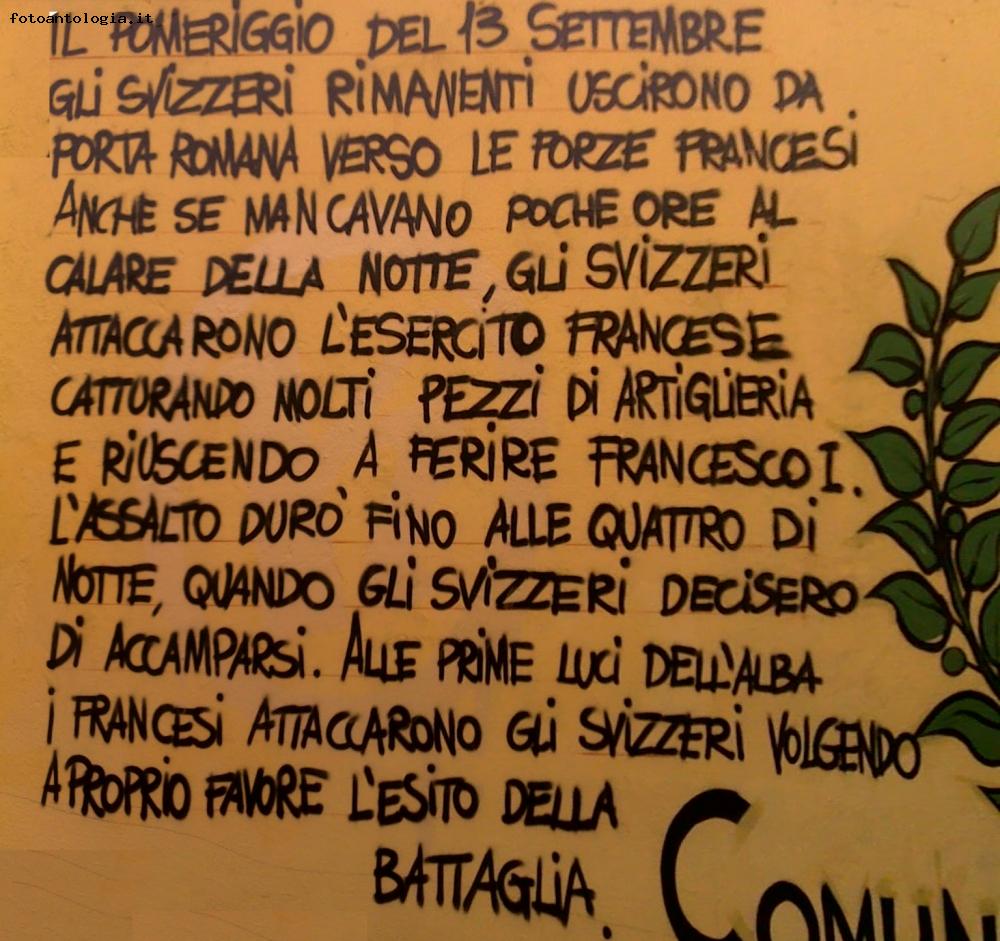 fotoantologia.it
IL POMERIGGIO DEL 13 SETTEMBRE
GLI SVIZZERI RIMANENTI USCIRONO DA
PORTA ROMANA VERSO LE FORZE FRANCESI
ANCHE SE MANCAVANO POCHE ORE AL
CALARE DELLA NOTTE, GLI SVIZZERI
ATTACCARONO L'ESERCITO FRANCESE
CATTURANDO MOLTI PEZZI DI ARTIGLIERIA
E RIUSCENDO A FERIRE FRANCESCO I.
L'ASSALTO DURO' FINO ALLE QUATTRO DI
NOTTE, QUANDO GLI SVIZZERI DECISERO
DI ACCAMPARSI. ALLE PRIME LUCI DELL'ALBA
I FRANCESI ATTACCARONO GLI SVIZZERI VOLGENDO
A PROPRIO FAVORE L'ESITO DELLA
BATTAGLIA.
COMUN